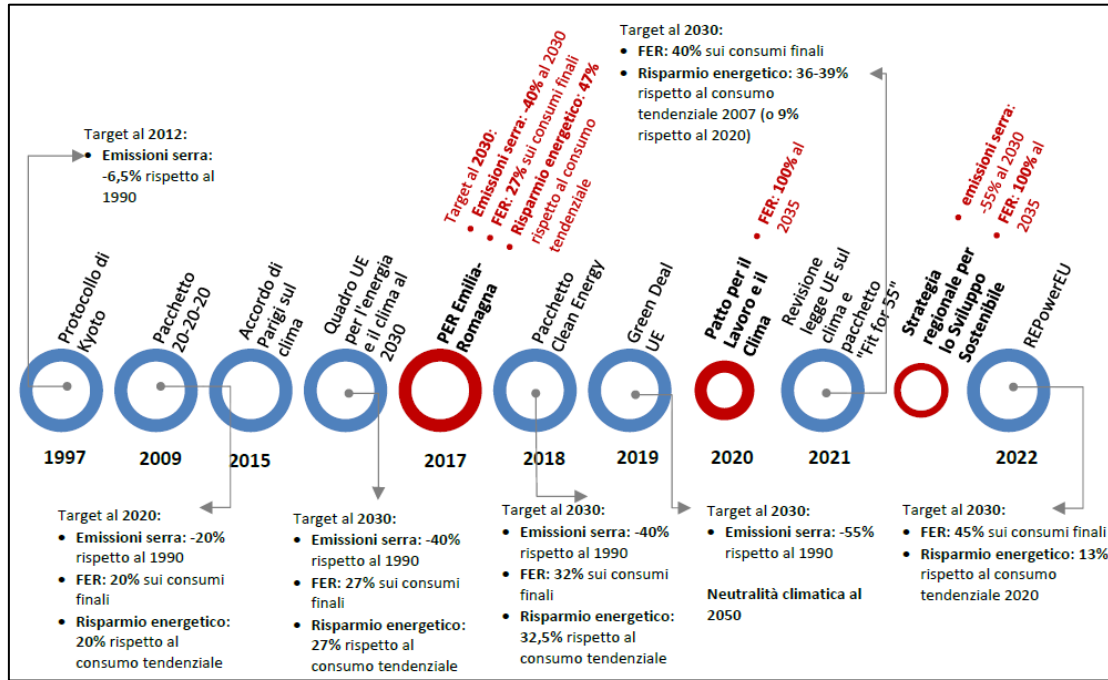 Target al 2030:
• FER: 40% sui consumi finali
• Risparmio energetico: 36-39%
rispetto al consumo
tendenziale 2007 (o 9%
rispetto al 2020)
Target al 2012:
• Emissioni serra:
-6,5% rispetto al
1990
Target al 2030:
• Emissioni serra: -40% al 2030
• FER: 27% sui consumi finali
• Risparmio energetico: 47%
rispetto al consumo
tendenziale
• FER: 100% al
2035
• emissioni serra:
-55% al 2030
• FER: 100% al
2035
Protocollo di
Kyoto
Pacchetto
20-20-20
Accordo di
Parigi sul
clima
Quadro UE
per l'energia
e il clima al
2030
PER Emilia-
Romagna
Pacchetto
Clean Energy
Green Deal
UE
Patto per il
Lavoro e il
Clima
Revisione
legge UE sul
clima e
pacchetto
"Fit for 55"
Strategia
regionale per
lo Sviluppo
Sostenibile
REPowerEU
1997
2009
2015
2017
2018
2019
2020
2021
2022
Target al 2020:
• Emissioni serra: -20%
rispetto al 1990
• FER: 20% sui consumi
finali
• Risparmio energetico:
20% rispetto al
consumo tendenziale
Target al 2030:
• Emissioni serra: -40%
rispetto al 1990
• FER: 27% sui consumi
finali
• Risparmio energetico:
27% rispetto al
consumo tendenziale
Target al 2030:
• Emissioni serra: -40%
rispetto al 1990
• FER: 32% sui consumi
finali
• Risparmio energetico:
32,5% rispetto al
consumo tendenziale
Target al 2030:
• Emissioni serra: -55%
rispetto al 1990
Neutralità climatica al
2050
Target al 2030:
• FER: 45% sui consumi finali
• Risparmio energetico: 13%
rispetto al consumo
tendenziale 2020